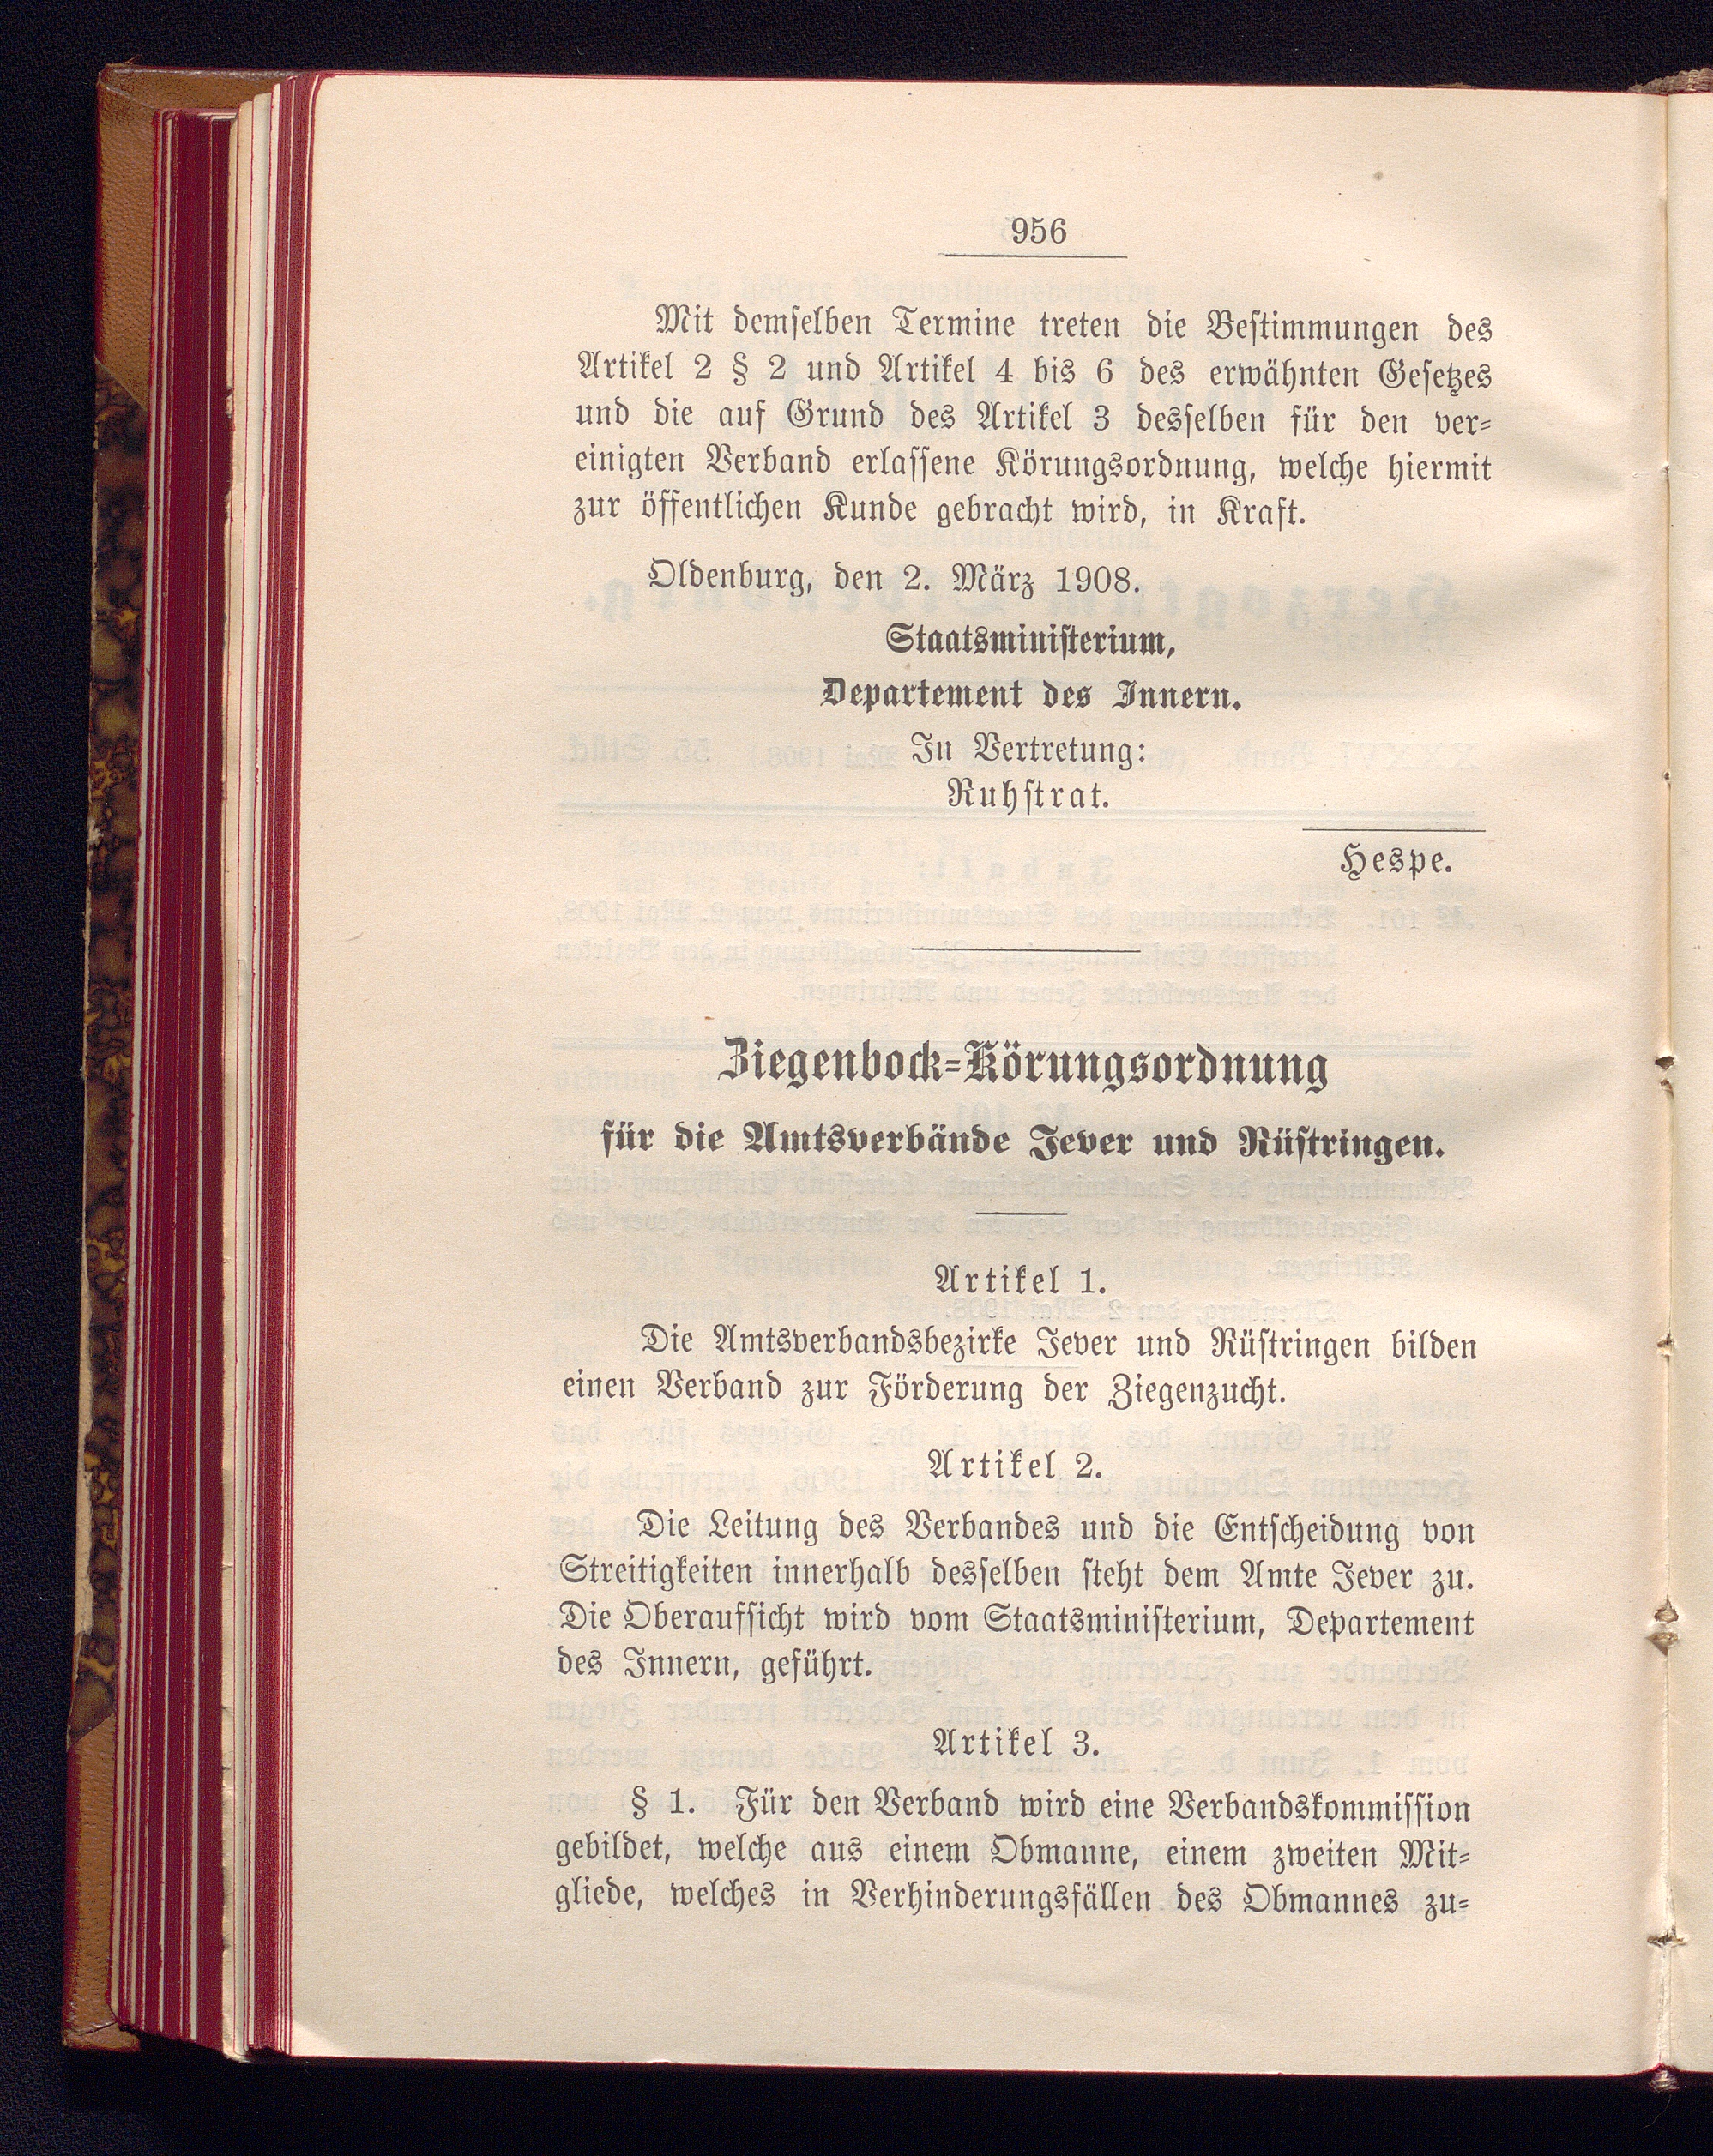 956
Mit demselben Termine treten die Bestimmungen des
Artikel 2 § 2 und Artikel 4 bis 6 des erwähnten Gesetzes
und die auf Grund des Artikel 3 desselben für den ver-
einigten Verband erlassene Körungsordnung, welche hiermit
zur öffentlichen Kunde gebracht wird, in Kraft.
Oldenburg, den 2. März 1908.
Staatsministerium,
Departement des Innern.
In Vertretung:
Ruhstrat.
Hespe.
Ziegenbock-Körungsordnung
für die Amtsverbände Jever und Rüstringen.
Artikel 1.
Die Amtsverbandsbezirke Jever und Rüstringen bilden
einen Verband zur Förderung der Ziegenzucht.
Artikel 2.
Die Leitung des Verbandes und die Entscheidung von
Streitigkeiten innerhalb desselben steht dem Amte Jever zu.
Die Oberaufsicht wird vom Staatsministerium, Departement
des Innern, geführt.
Artikel 3.
§ 1. Für den Verband wird eine Verbandskommission
gebildet, welche aus einem Obmanne, einem zweiten Mit-
gliede, welches in Verhinderungsfällen des Obmannes zu-